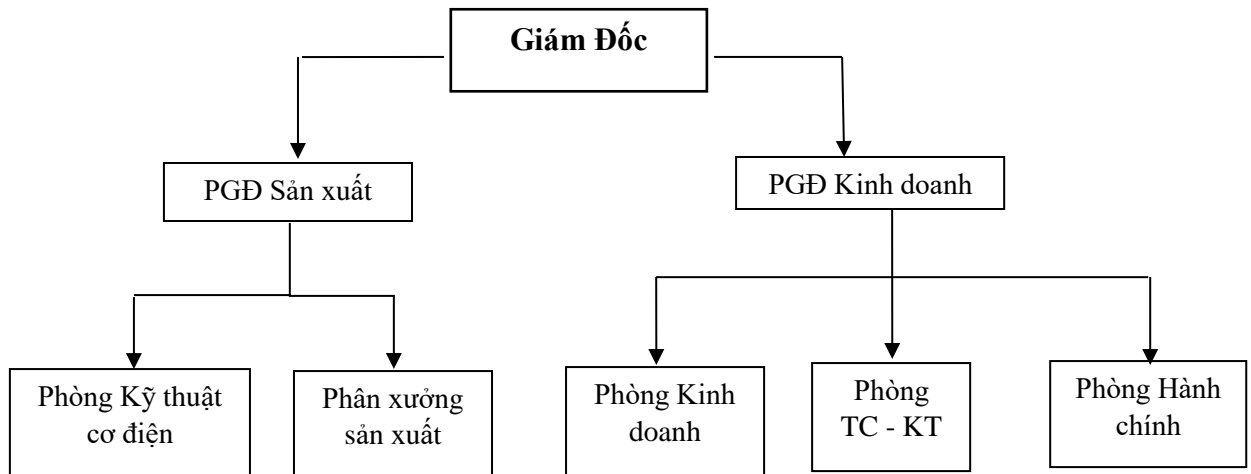 Giám Đốc
PGĐ Sản xuất
PGĐ Kinh doanh
Phòng Kỹ thuật
cơ điện
Phân xưởng
sản xuất
Phòng Kinh
doanh
Phòng
TC - KT
Phòng Hành
chính